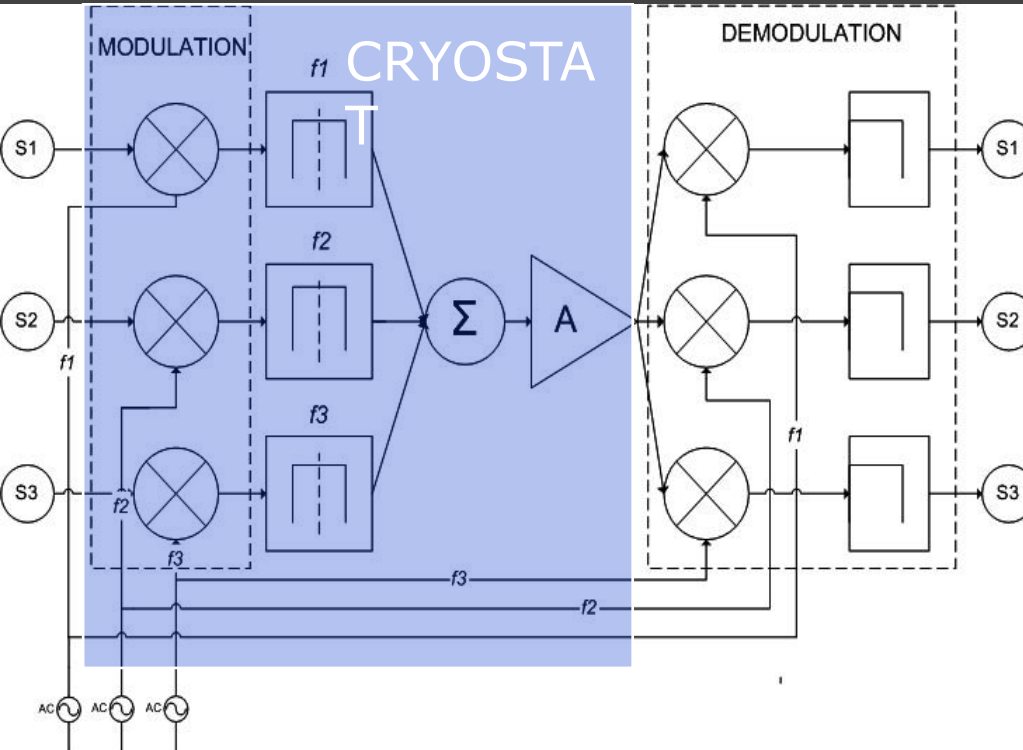 MODULATION
CRYOSTA
T
DEMODULATION
f1
S1
S1
f2
S2
Σ
A
S2
f1
f3
f1
S3
f2
S3
f3
f3
f2
AC
AC
AC